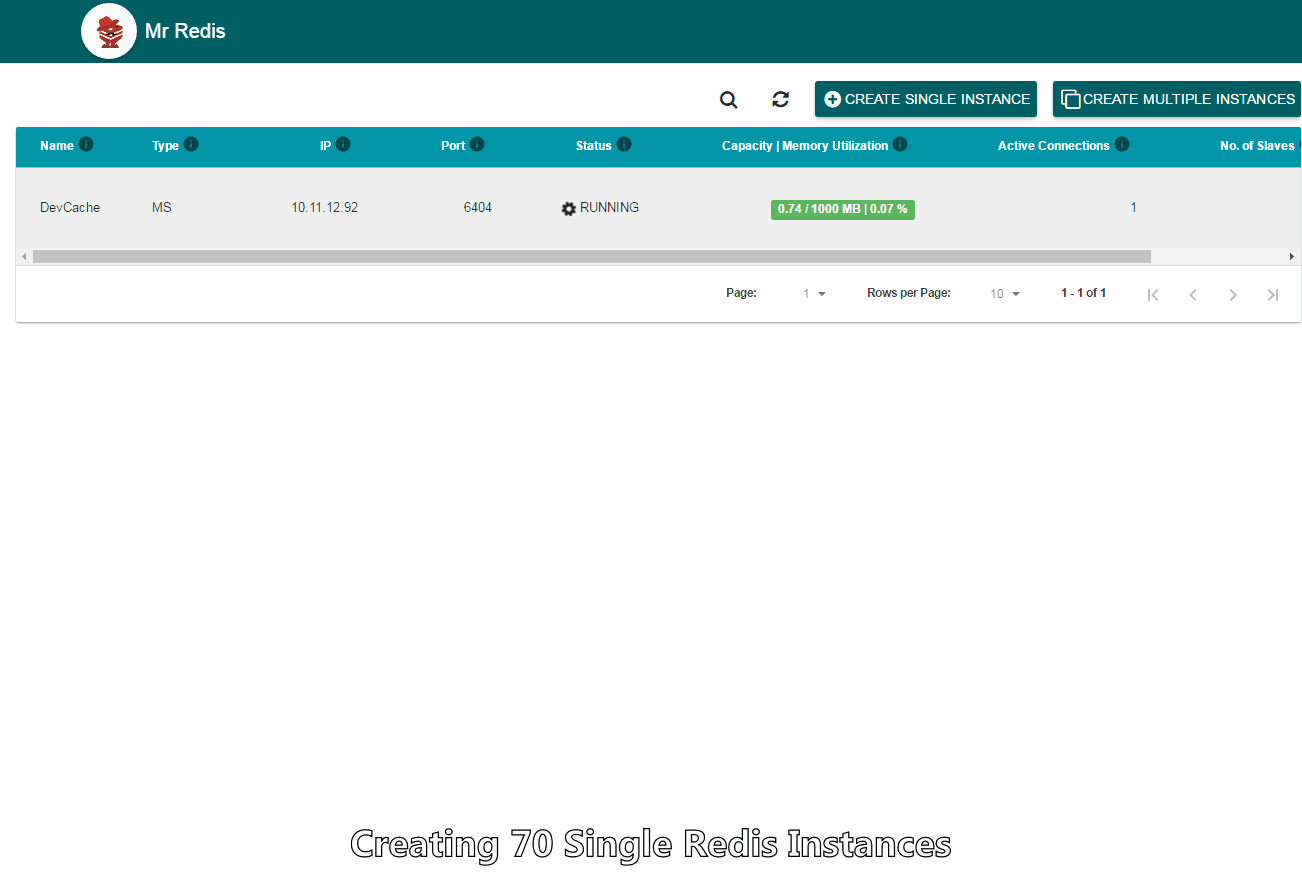 Mr Redis
CREATE SINGLE INSTANCE CREATE MULTIPLE INSTANCES
Name Type IP Port Status Capacity | Memory Utilization Active Connections No. of Slaves
DevCache MS 10.11.12.92 6404 RUNNING 0.74 / 1000 MB | 0.07 % 1
Page: 1 Rows per Page: 10 1 - 1 of 1
Creating 70 Single Redis Instances